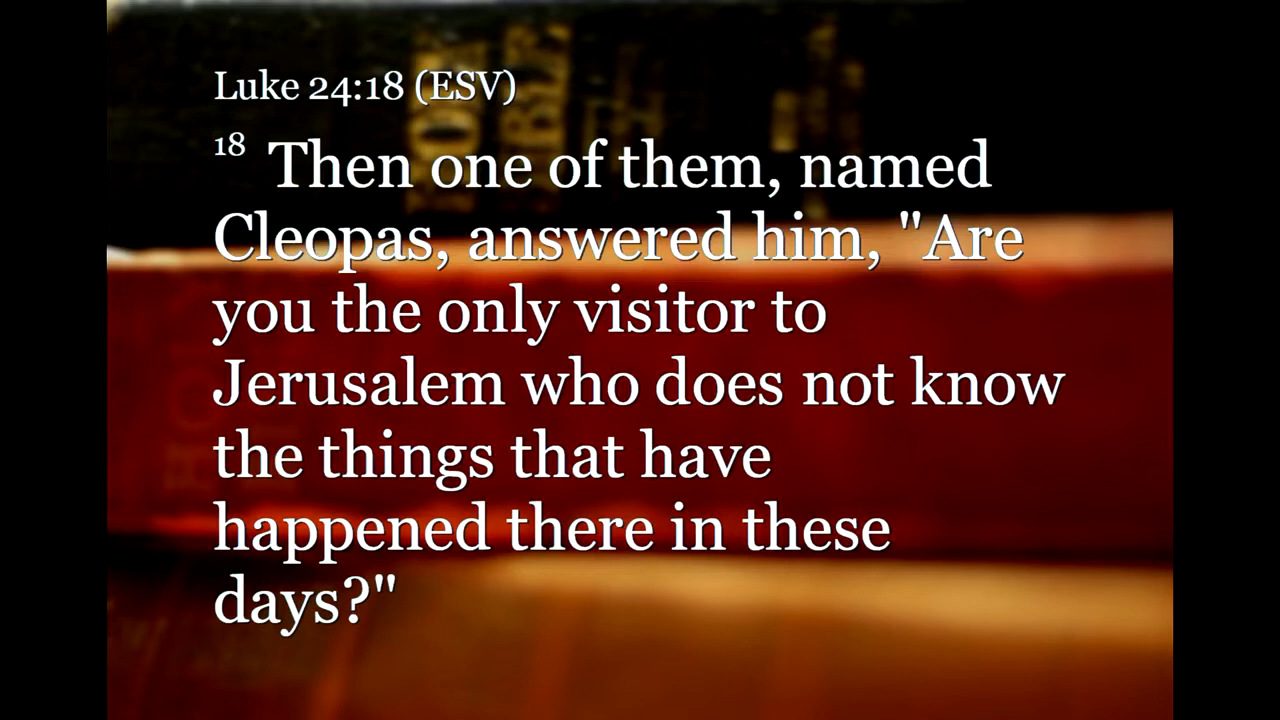 Luke 24:18 (ESV)
18 Then one of them, named
Cleopas, answered him, "Are
you the only visitor to
Jerusalem who does not know
the things that have
happened there in these
days?"